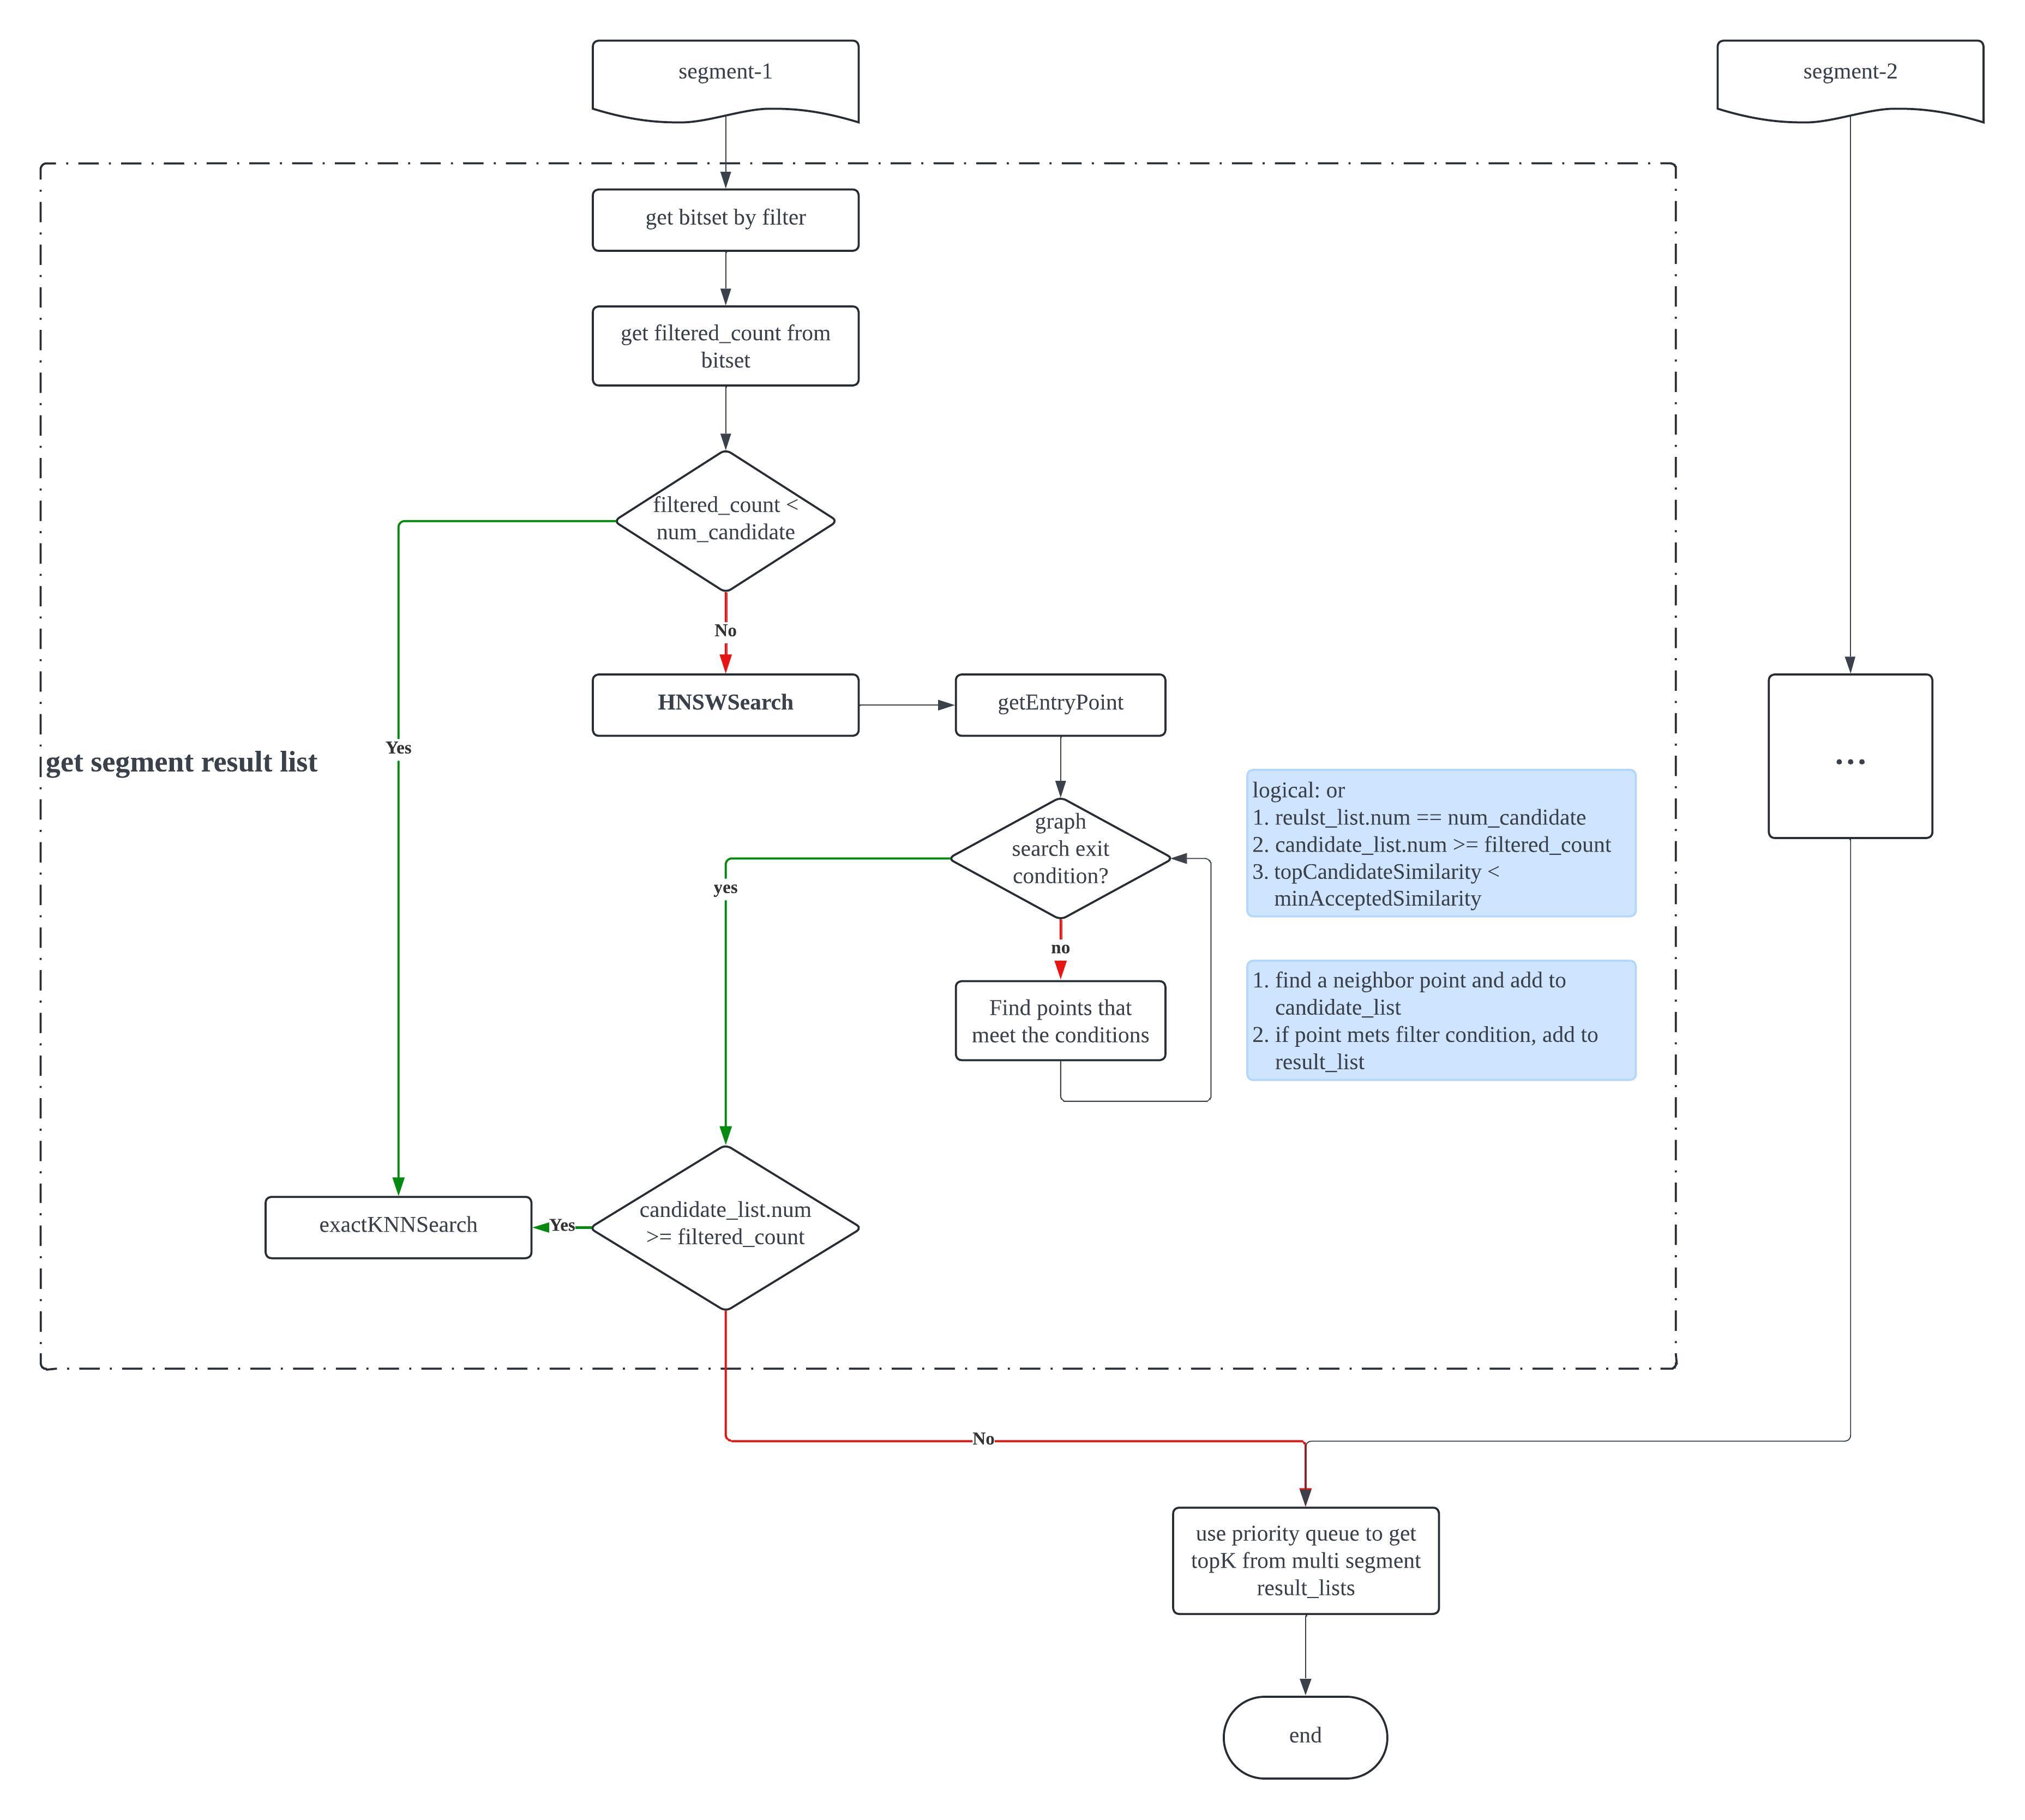 segment-1
segment-2
get bitset by filter
get filtered_count from
bitset
filtered_count <
num_candidate
No
HNSWSearch
getEntryPoint
Yes
get segment result list
...
logical: or
1. reulst_list.num == num_candidate
2. candidate_list.num >= filtered_count
3. topCandidateSimilarity <
minAcceptedSimilarity
graph
search exit
condition?
yes
no
1. find a neighbor point and add to
candidate_list
2. if point mets filter condition, add to
result_list
Find points that
meet the conditions
candidate_list.num
>= filtered_count
Yes
exactKNNSearch
No
use priority queue to get
topK from multi segment
result_lists
end